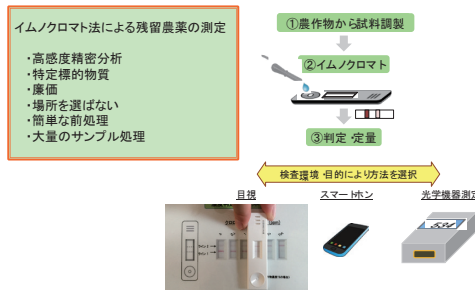 イムノクロマト法による残留農薬の測定
・高感度精密分析
・特定標的物質
・廉価
・場所を選ばない
・簡単な前処理
・大量のサンプル処理
①農作物から試料調製
②イムノクロマト
③判定・定量
検査環境・目的により方法を選択
目視
スマートホン
光学機器測定
534